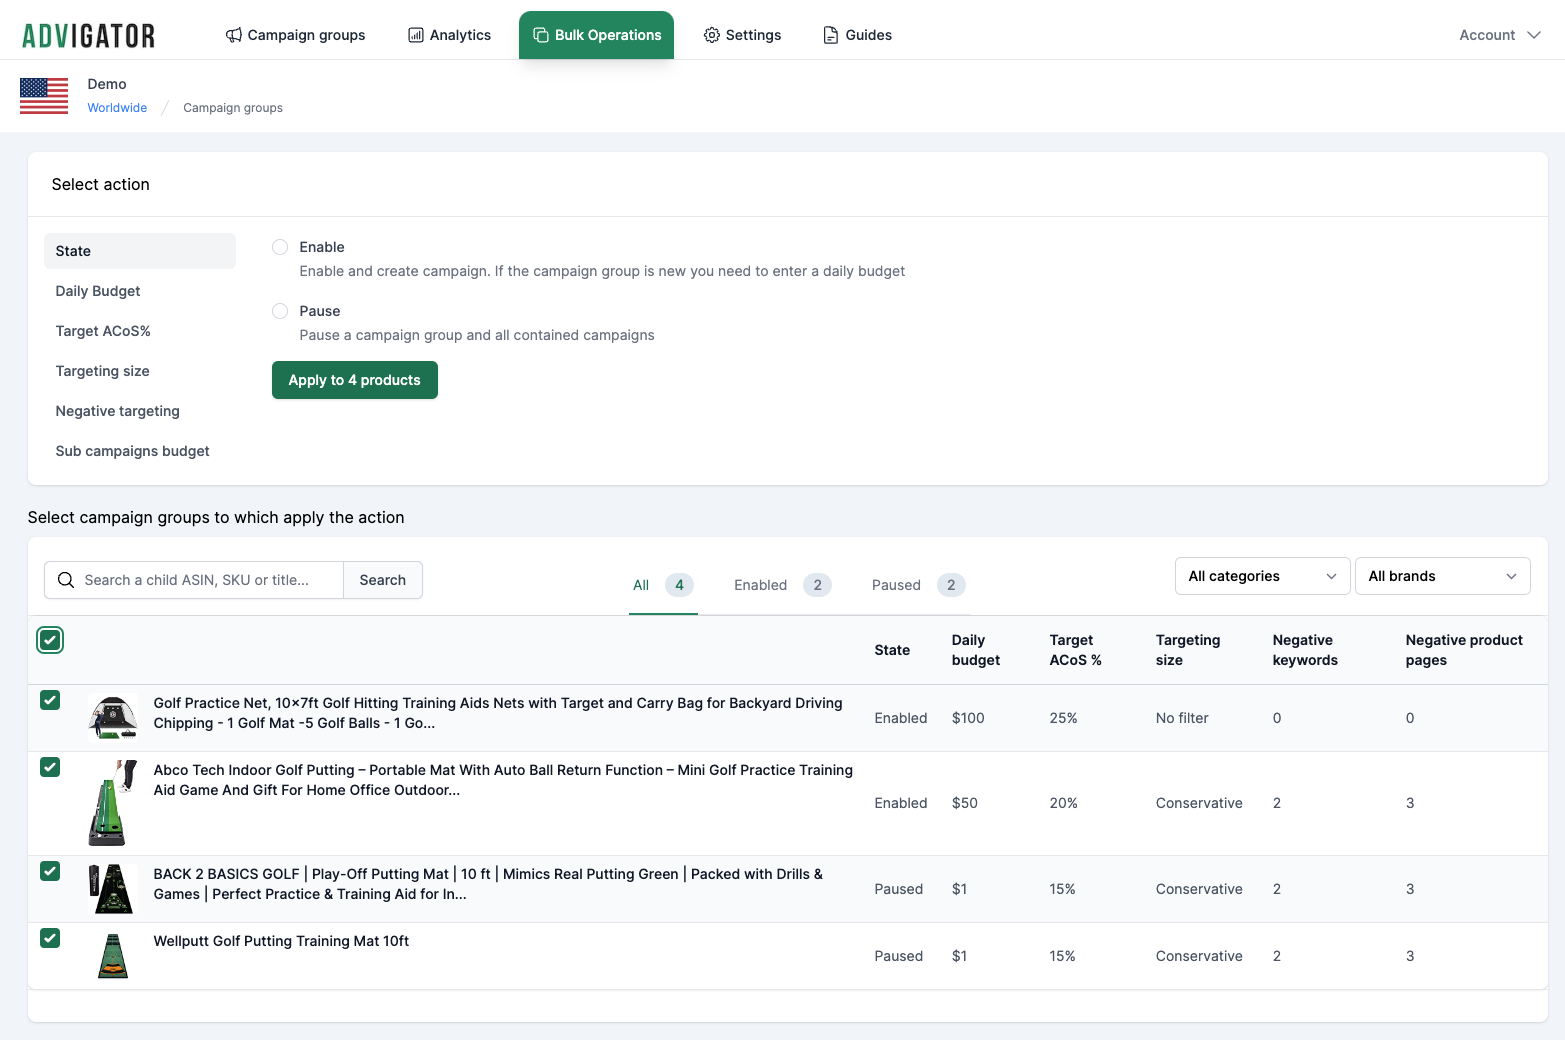 ADVIGATOR
Campaign groups
Analytics
Bulk Operations
Settings
Guides
Account
Demo
Worldwide / Campaign groups
Select action
State
Daily Budget
Target ACoS%
Targeting size
Negative targeting
Sub campaigns budget
Enable
Enable and create campaign. If the campaign group is new you need to enter a daily budget
Pause
Pause a campaign group and all contained campaigns
Apply to 4 products
Select campaign groups to which apply the action
Search a child ASIN, SKU or title...
Search
All 4
Enabled 2
Paused 2
All categories
All brands
State
Daily
budget
Target
ACoS %
Targeting
size
Negative
keywords
Negative product
pages
Golf Practice Net, 10×7ft Golf Hitting Training Aids Nets with Target and Carry Bag for Backyard Driving
Chipping - 1 Golf Mat -5 Golf Balls - 1 Go...
Enabled $100 25% No filter 0 0
Abco Tech Indoor Golf Putting – Portable Mat With Auto Ball Return Function – Mini Golf Practice Training
Aid Game And Gift For Home Office Outdoor...
Enabled $50 20% Conservative 2 3
BACK 2 BASICS GOLF | Play-Off Putting Mat | 10 ft | Mimics Real Putting Green | Packed with Drills &
Games | Perfect Practice & Training Aid for In...
Paused $1 15% Conservative 2 3
Wellputt Golf Putting Training Mat 10ft
Paused $1 15% Conservative 2 3